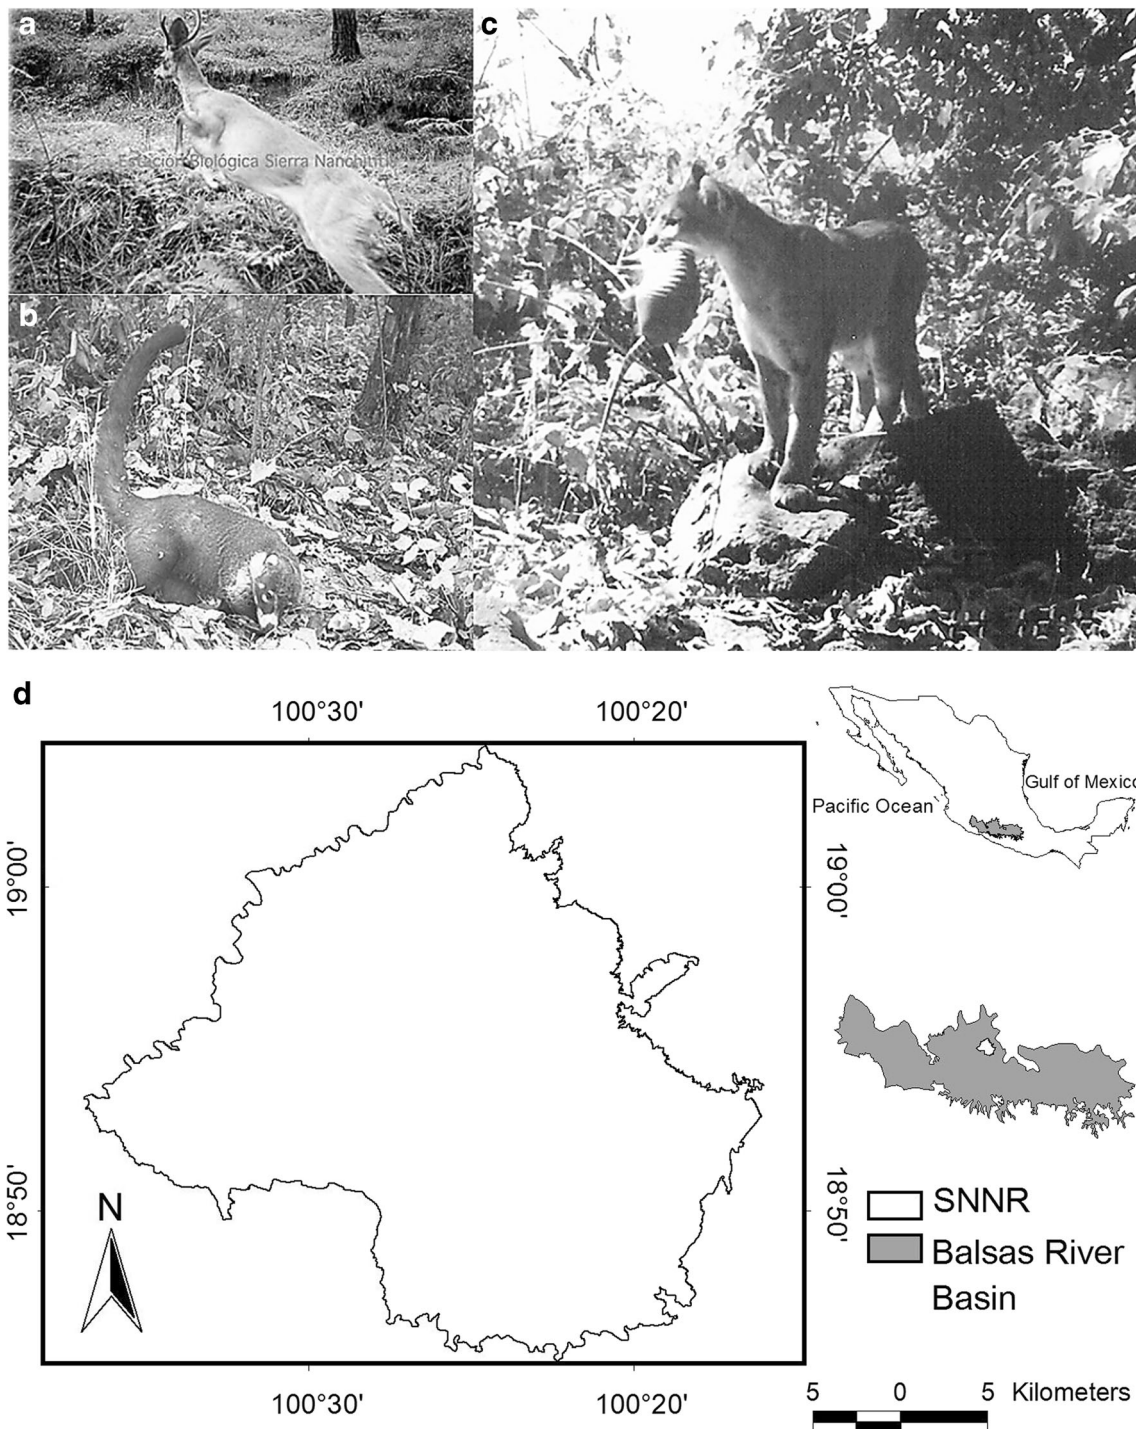 a
c
Estación Biológica Sierra Nanchititla
b
d
100°30'
100°20'
Gulf of Mexico
Pacific Ocean
19°00'
19°00'
18°50'
18°50'
N
SNNR
Balsas River
Basin
100°30'
100°20'
5
0
5
Kilometers